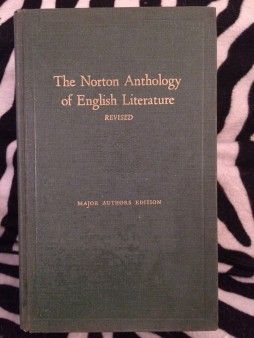 The Norton Anthology
of English Literature
REVISED
MAJOR AUTHORS EDITION